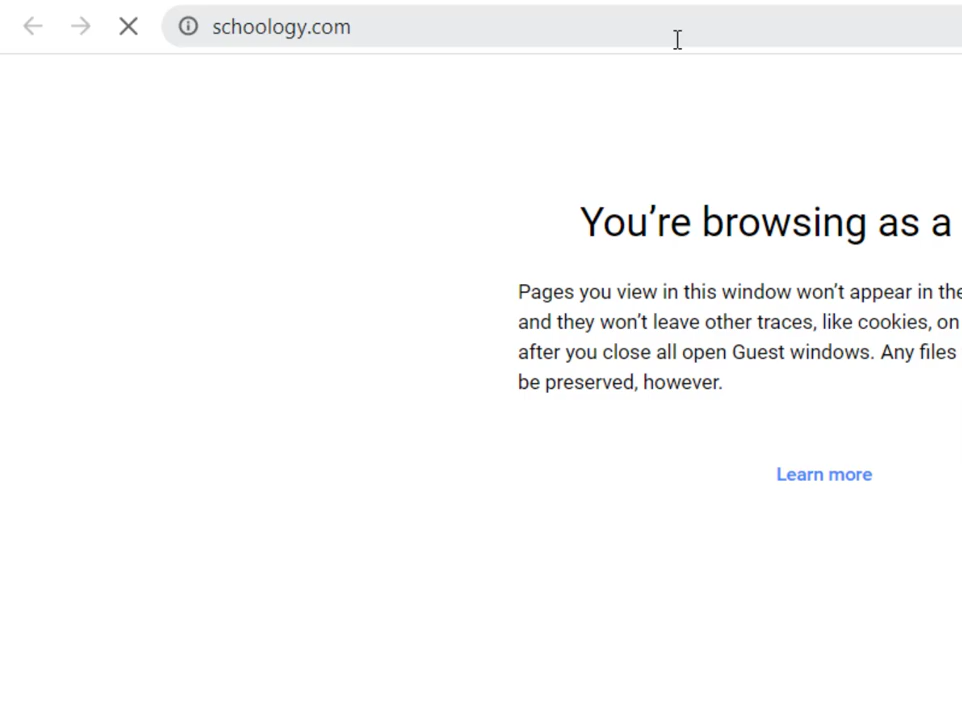 schoology.com
You’re browsing as a
Pages you view in this window won’t appear in the
and they won’t leave other traces, like cookies, on
after you close all open Guest windows. Any files
be preserved, however.
Learn more